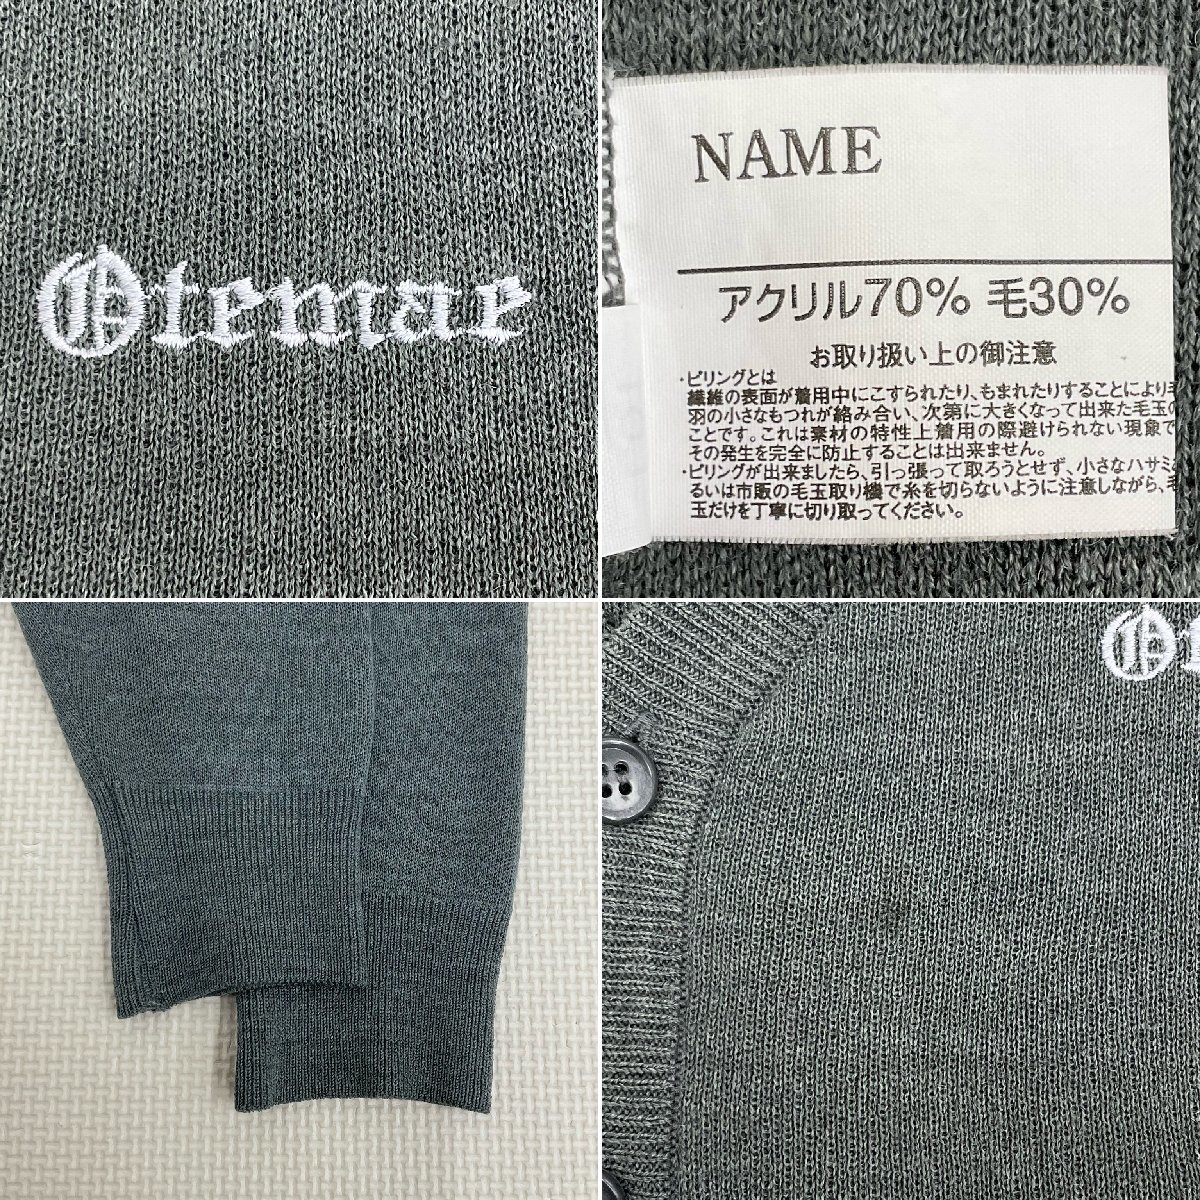 Otemae
NAME
アクリル70% 毛30%
お取り扱い上の御注意
・ピリングとは
繊維の表面が着用中にこすられたり、もまれたりすることにより毛
羽の小さなもつれが絡み合い、次第に大きくなって出来た毛玉の
ことです。これは素材の特性上着用の際避けられない現象で
その発生を完全に防止することは出来ません。
・ピリングが出来ましたら、引っ張って取ろうとせず、小さなハサミあ
るいは市販の毛玉取り機で糸を切らないように注意しながら、毛
玉だけを丁寧に切り取ってください。
Ot